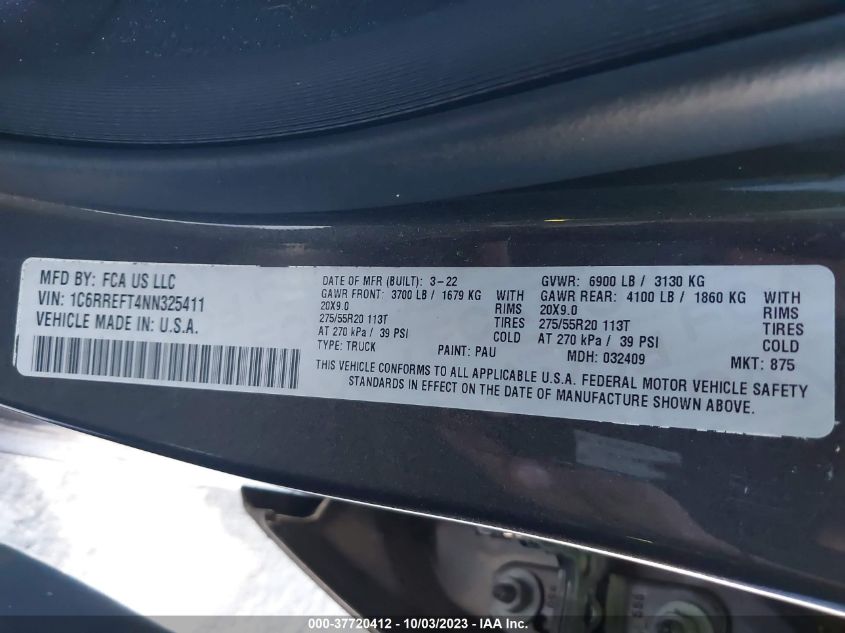 MFD BY: FCA US LLC
VIN: 1C6RREFT4NN325411
VEHICLE MADE IN: U.S.A.
DATE OF MFR (BUILT): 3-22
GVWR: 6900 LB / 3130 KG
GAWR FRONT: 3700 LB / 1679 KG WITH
GAWR REAR: 4100 LB / 1860 KG WITH
20X9.0 RIMS
20X9.0 RIMS
275/55R20 113T TIRES
275/55R20 113T TIRES
AT 270 kPa / 39 PSI COLD
AT 270 kPa / 39 PSI COLD
TYPE: TRUCK PAINT: PAU MDH: 032409 MKT: 875
THIS VEHICLE CONFORMS TO ALL APPLICABLE U.S.A. FEDERAL MOTOR VEHICLE SAFETY
STANDARDS IN EFFECT ON THE DATE OF MANUFACTURE SHOWN ABOVE.
000-37720412 - 10/03/2023 - © IAA Inc.